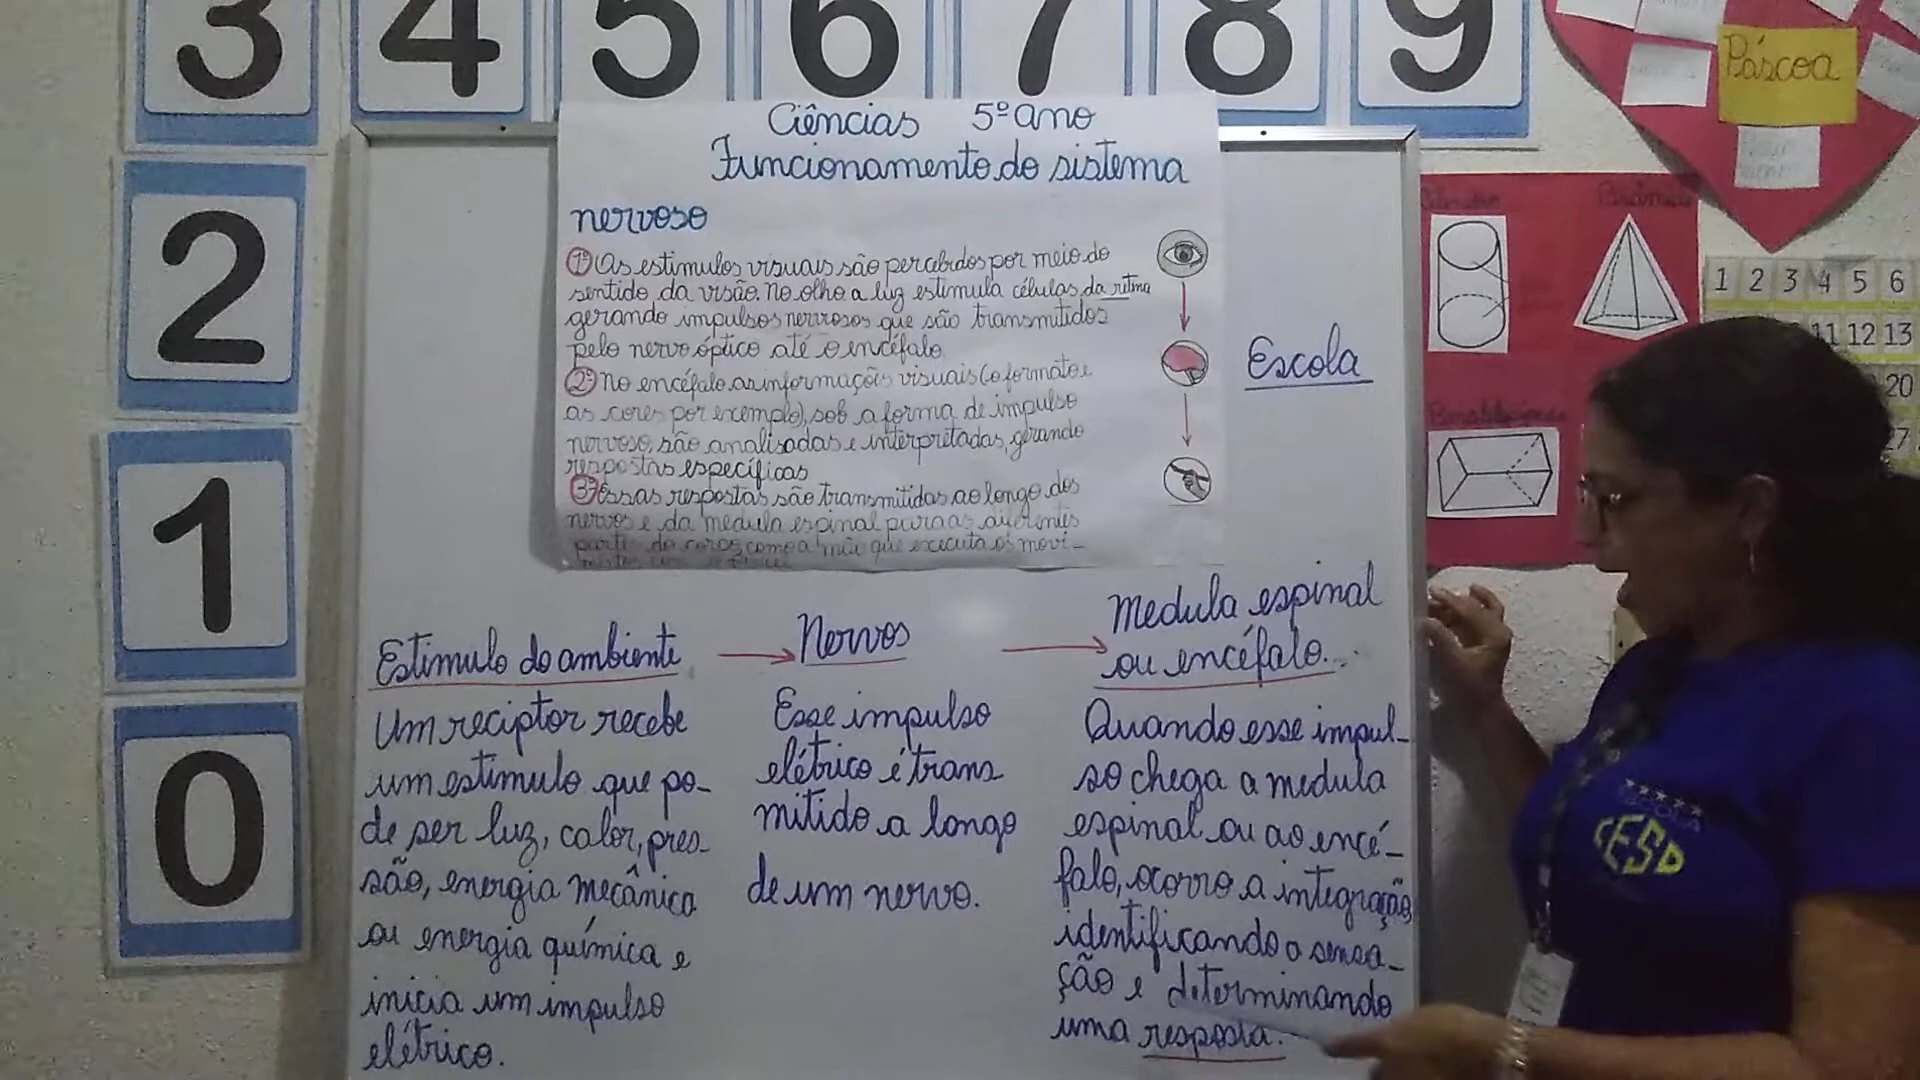 3 4 5 6 7 8 9
2
1
0
Páscoa
Ciências 5º ano
Funcionamento do sistema
nervoso
1º As estimulos visuais são percebidos por meio do
sentido da visão. No olho a luz estimula células da retina
gerando impulsos nervosos que são transmitidos
pelo nervo óptico até o encéfalo
2º No encéfalo as informações visuais (o formato e
as cores por exemplo), sob a forma de impulso
nervoso, são analisadas e interpretadas, gerando
respostas específicas
3º Essas respostas são transmitidas ao longo dos
nervos e da medula espinal para as diferentes
partes do corpo, como a mão que executa os movi-
Escola
Estimulo do ambiente
Um receptor recebe
um estimulo que po-
de ser luz, calor, pres-
são, energia mecânica
ou energia química e
inicia um impulso
elétrico.
Nervos
Esse impulso
elétrico é trans
mitido a longo
de um nervo.
Medula espinal
ou encéfalo...
Quando esse impul-
so chega a medula
espinal ou ao encé-
falo, ocorre a integração,
identificando a sensa-
ção e determinando
uma resposta.
1 2 3 4 5 6
11 12 13
20
27
CESD